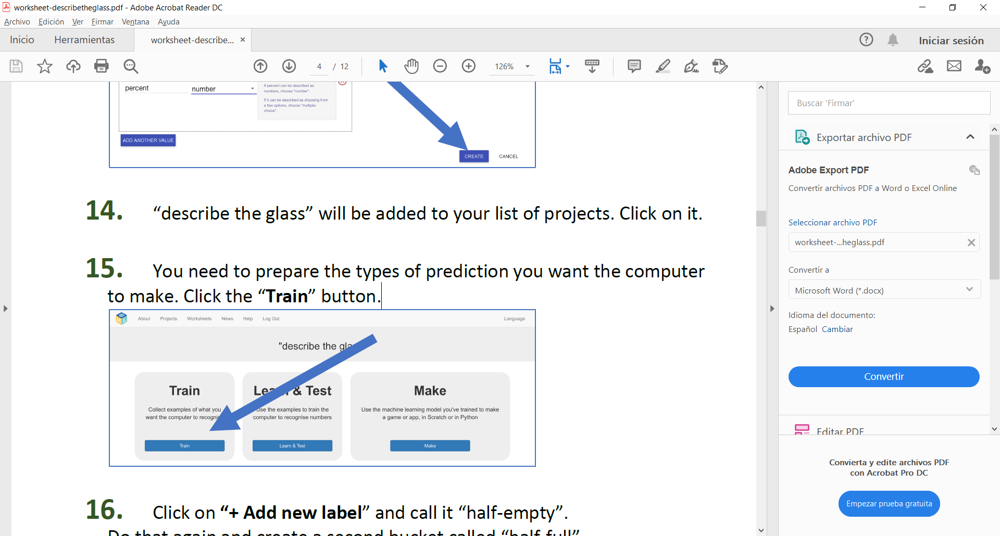 worksheet-describetheglass.pdf - Adobe Acrobat Reader DC
Archivo Edición Ver Firmar Ventana Ayuda
Inicio Herramientas worksheet-describe... Iniciar sesión
4 / 12 126%
percent number
If percent can be described as
numbers, choose "number".
If it can be described as choosing from
a few options, choose "multiple-
choice".
ADD ANOTHER VALUE
CREATE CANCEL
14. “describe the glass” will be added to your list of projects. Click on it.
15. You need to prepare the types of prediction you want the computer
to make. Click the “Train” button.
About Projects Worksheets News Help Log Out Language
"describe the gla
Train
Collect examples of what you
want the computer to recogni
Train
& Test
Use the examples to train the
computer to recognise numbers
Learn & Test
Make
Use the machine learning model you've trained to make
a game or app, in Scratch or in Python
Make
16. Click on “+ Add new label” and call it “half-empty”.
Do that again and create a second bucket called “half-full”
Buscar 'Firmar'
Exportar archivo PDF
Adobe Export PDF
Convertir archivos PDF a Word o Excel Online
Seleccionar archivo PDF
worksheet-...heglass.pdf
Convertir a
Microsoft Word (*.docx)
Idioma del documento:
Español Cambiar
Convertir
Editar PDF
Convierta y edite archivos PDF
con Acrobat Pro DC
Empezar prueba gratuita